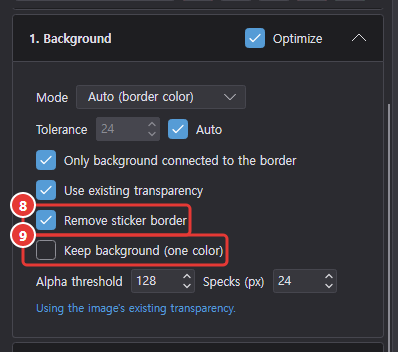 1. Background
Optimize
Mode Auto (border color)
Tolerance 24 Auto
Only background connected to the border
Use existing transparency
8
Remove sticker border
9
Keep background (one color)
Alpha threshold 128 Specks (px) 24
Using the image's existing transparency.